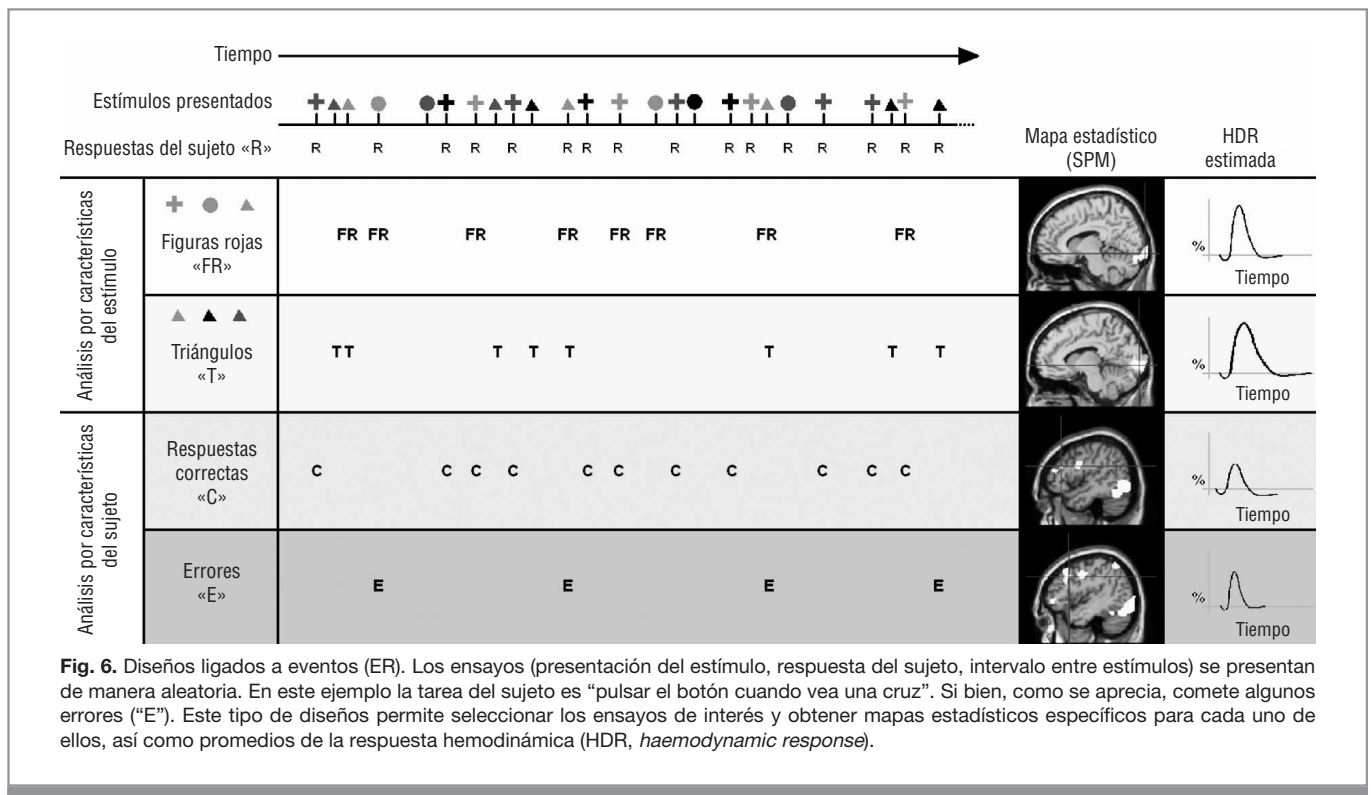 Tiempo
Estímulos presentados
Respuestas del sujeto «R»
R R R R R R R R R R R R R R R R
Mapa estadístico
(SPM)
HDR
estimada
Análisis por características
del estímulo
Figuras rojas
«FR»
FR FR FR FR FR FR FR FR
%
Tiempo
Triángulos
«T»
T T T T T T T T
%
Tiempo
Análisis por características
del sujeto
Respuestas
correctas
«C»
C C C C C C C C C C C
%
Tiempo
Errores
«E»
E E E E
%
Tiempo
Fig. 6. Diseños ligados a eventos (ER). Los ensayos (presentación del estímulo, respuesta del sujeto, intervalo entre estímulos) se presentan
de manera aleatoria. En este ejemplo la tarea del sujeto es “pulsar el botón cuando vea una cruz”. Si bien, como se aprecia, comete algunos
errores (“E”). Este tipo de diseños permite seleccionar los ensayos de interés y obtener mapas estadísticos específicos para cada uno de
ellos, así como promedios de la respuesta hemodinámica (HDR, haemodynamic response).